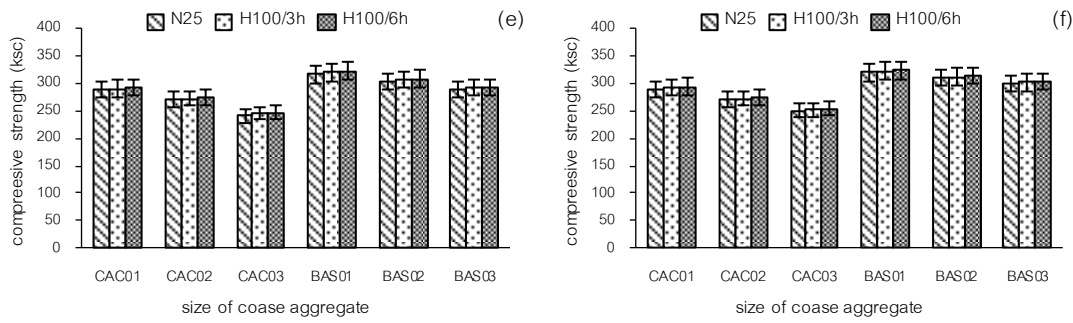 N25 H100/3h H100/6h (e)
compreesive strength (ksc)
400
350
300
250
200
150
100
50
0
CAC01 CAC02 CAC03 BAS01 BAS02 BAS03
size of coase aggregate
N25 H100/3h H100/6h (f)
compreesive strength (ksc)
400
350
300
250
200
150
100
50
0
CAC01 CAC02 CAC03 BAS01 BAS02 BAS03
size of coase aggregate